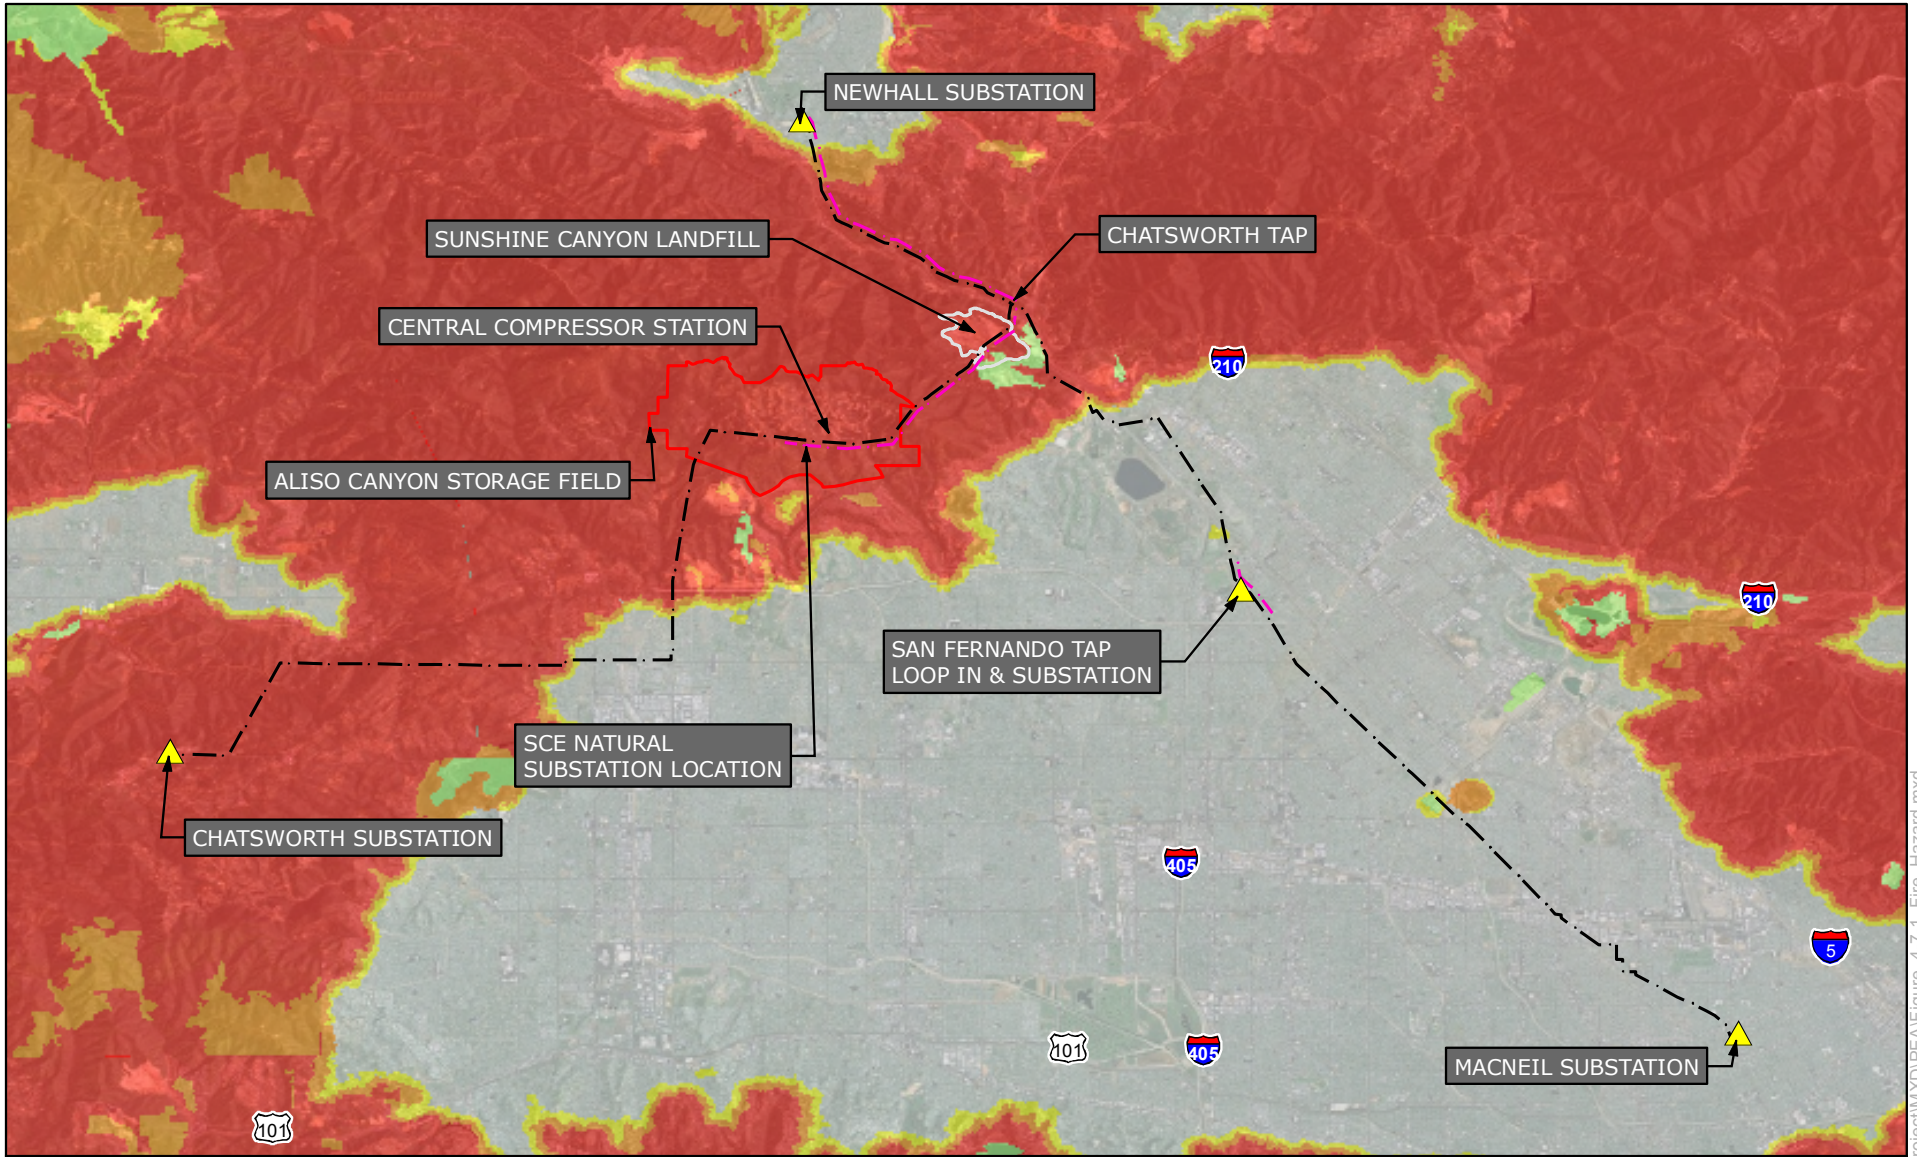 NEWHALL SUBSTATION
SUNSHINE CANYON LANDFILL
CHATSWORTH TAP
CENTRAL COMPRESSOR STATION
210
ALISO CANYON STORAGE FIELD
210
SAN FERNANDO TAP
LOOP IN & SUBSTATION
SCE NATURAL
SUBSTATION LOCATION
CHATSWORTH SUBSTATION
405
5
101
405
MACNEIL SUBSTATION
101